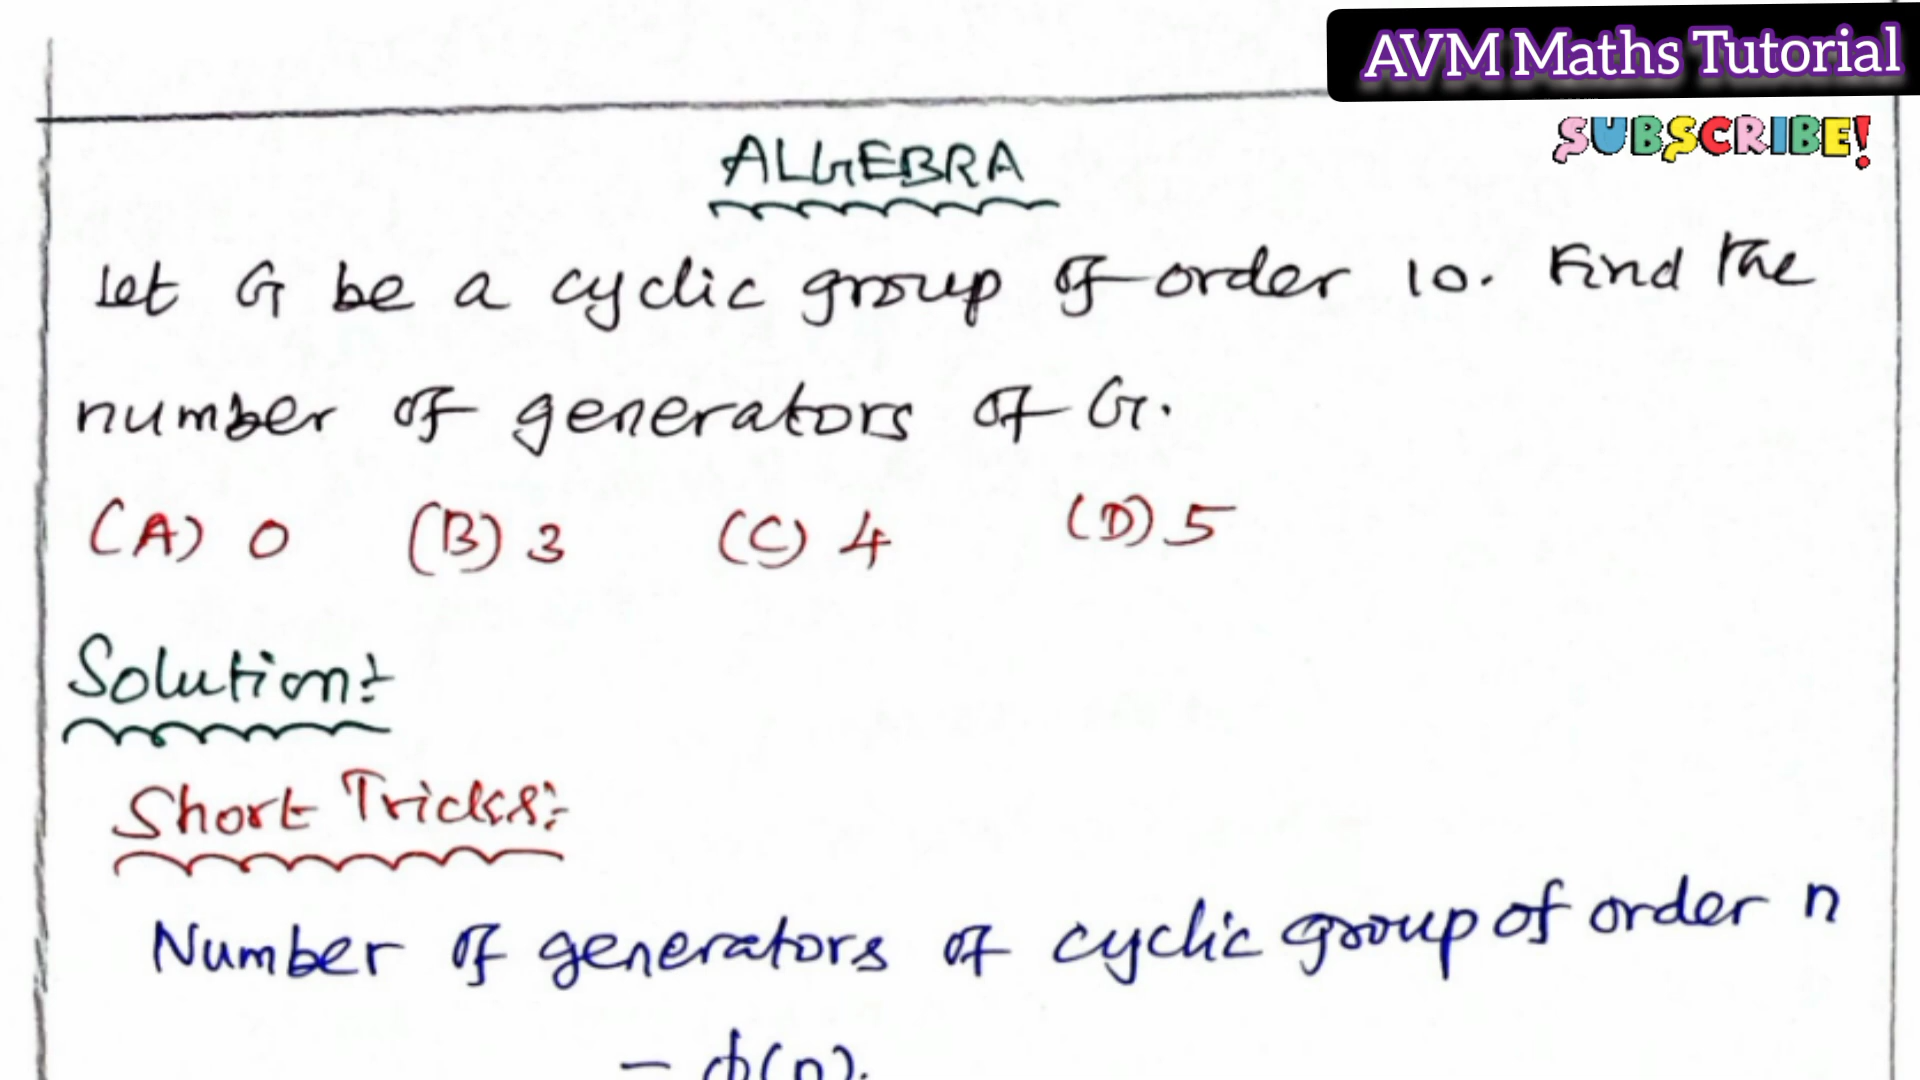 AVM Maths Tutorial
SUBSCRIBE!
ALGEBRA
Let G be a cyclic group of order 10. Find the
number of generators of G.
(A) 0 (B) 3 (C) 4 (D) 5
Solution:-
Short Tricks:-
Number of generators of cyclic group of order n
= ϕ(n).